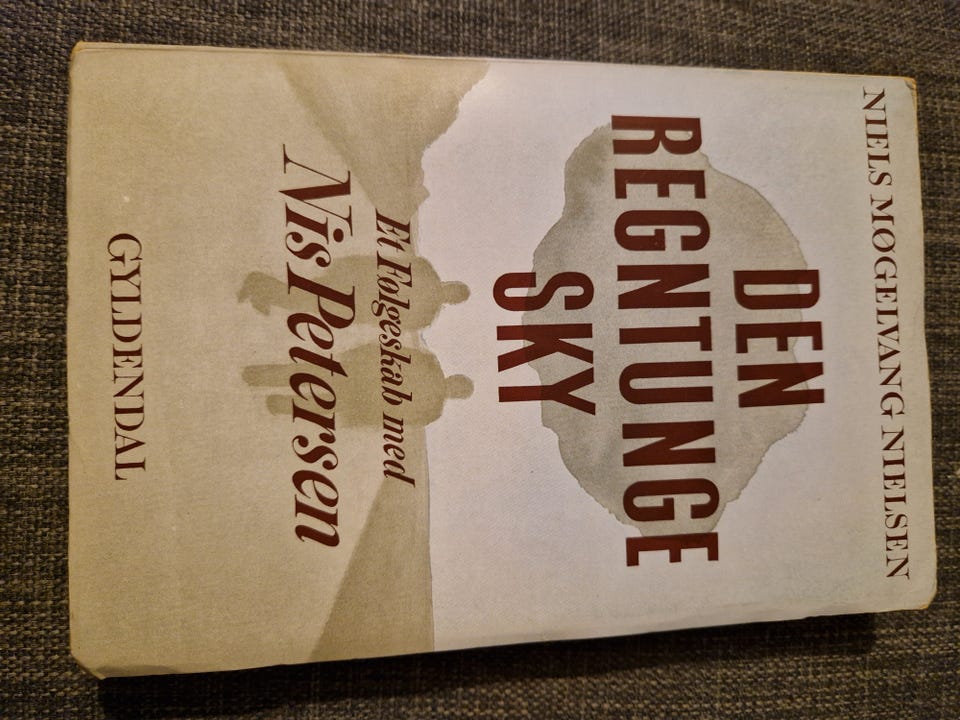 NIELS MØGELVANG NIELSEN
DEN
REGNTUNGE
SKY
Et Følgeskab med
Nis Petersen
GYLDENDAL